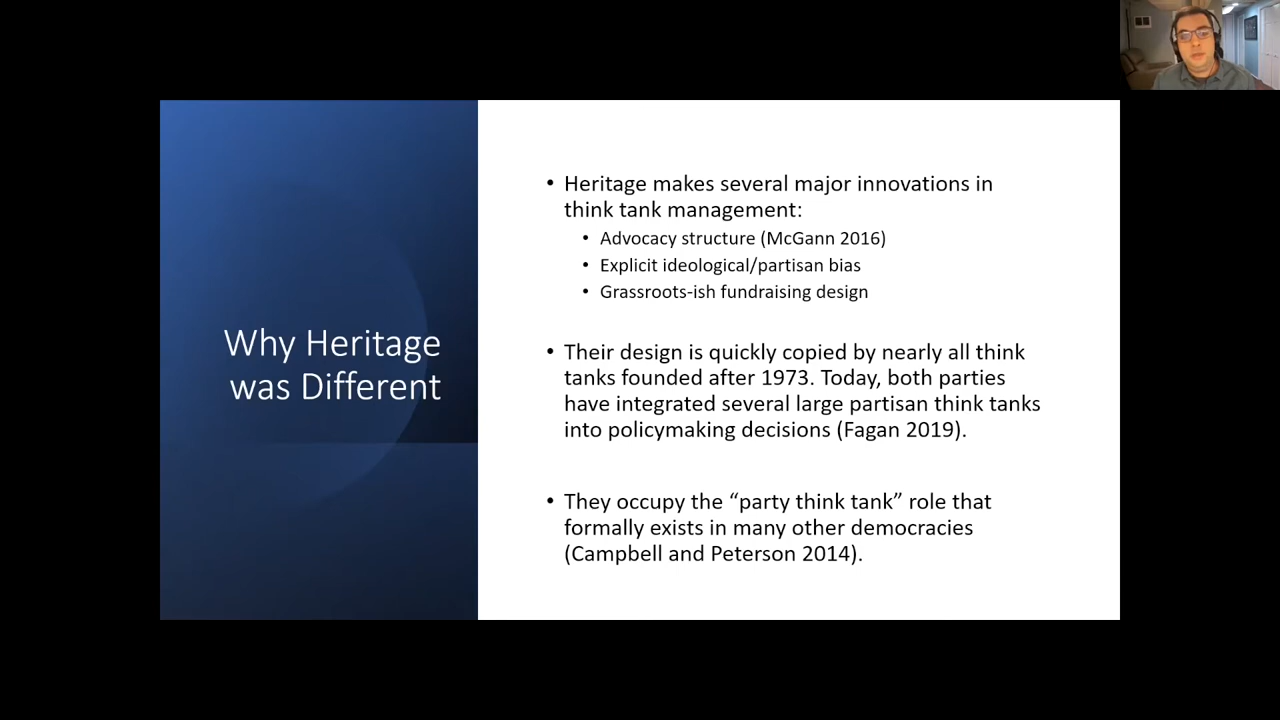 Why Heritage
was Different
• Heritage makes several major innovations in
think tank management:
• Advocacy structure (McGann 2016)
• Explicit ideological/partisan bias
• Grassroots-ish fundraising design
• Their design is quickly copied by nearly all think
tanks founded after 1973. Today, both parties
have integrated several large partisan think tanks
into policymaking decisions (Fagan 2019).
• They occupy the “party think tank” role that
formally exists in many other democracies
(Campbell and Peterson 2014).